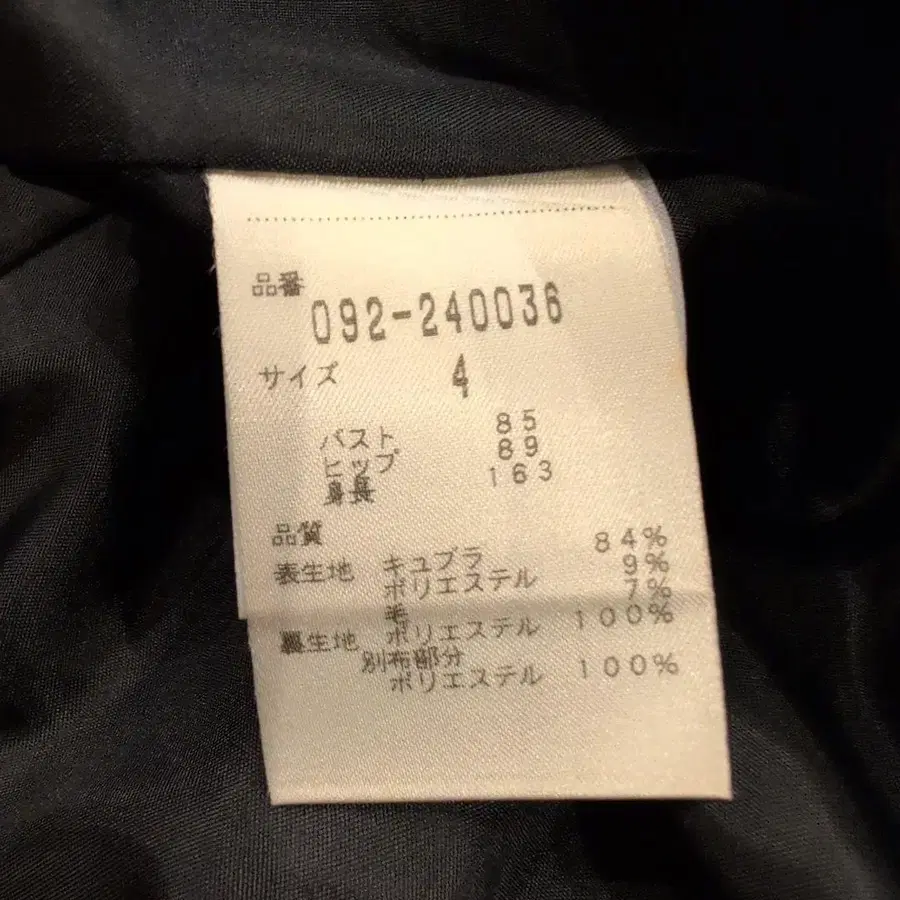 品番
092-240036
サイズ 4
バスト 85
ヒップ 89
身長 163
品質
表生地 キュプラ 84%
ポリエステル 9%
毛 7%
裏生地 ポリエステル 100%
別布部分
ポリエステル 100%